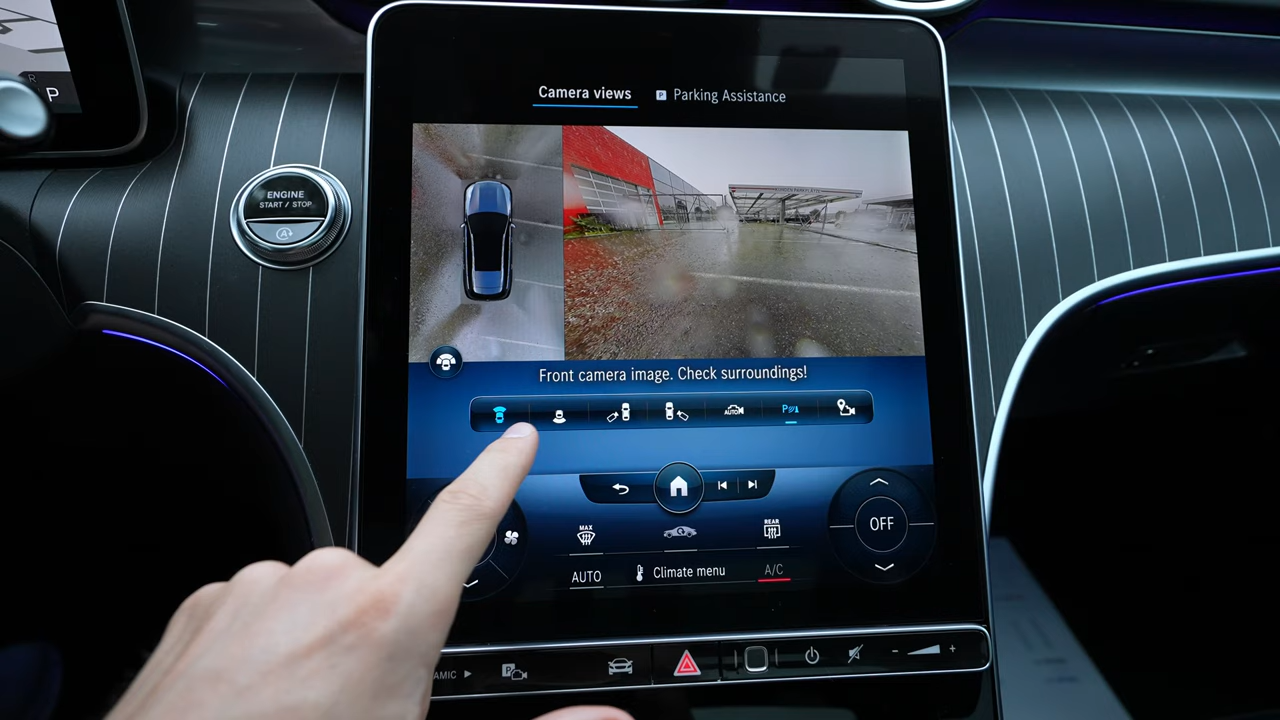 Camera views
P Parking Assistance
R
P
ENGINE
START / STOP
A
Front camera image. Check surroundings!
AUTO
P
MAX
REAR
OFF
AUTO
Climate menu
A/C
AMIC
P
- +